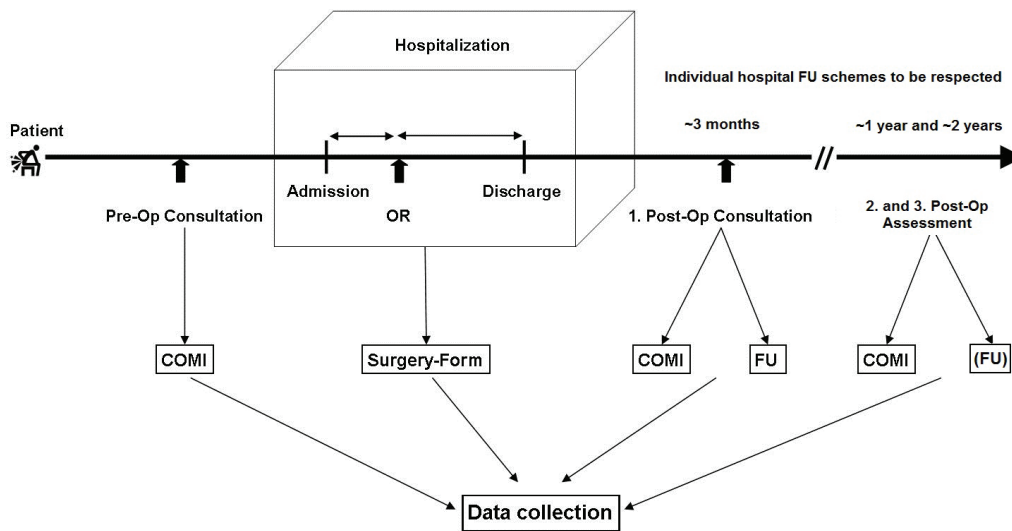 Hospitalization
Individual hospital FU schemes to be respected
~3 months
~1 year and ~2 years
Patient
Admission
Discharge
Pre-Op Consultation
OR
1. Post-Op Consultation
2. and 3. Post-Op
Assessment
COMI
Surgery-Form
COMI
FU
COMI
(FU)
Data collection